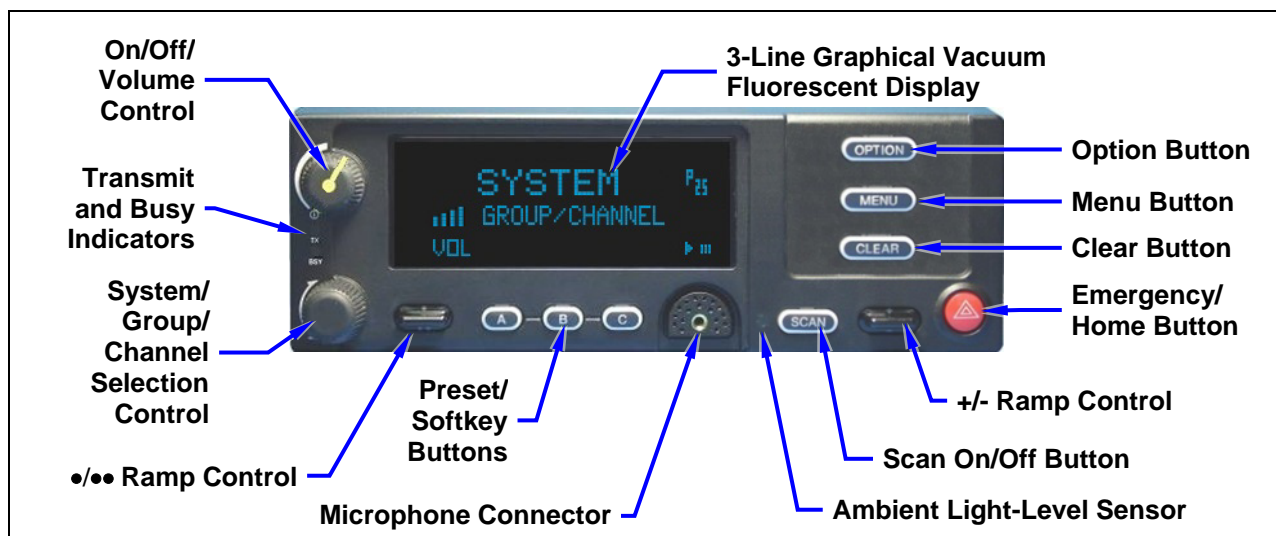 On/Off/
Volume
Control
3-Line Graphical Vacuum
Fluorescent Display
Transmit
and Busy
Indicators
System/
Group/
Channel
Selection
Control
TX
BSY
SYSTEM
P25
GROUP/CHANNEL
VOL
OPTION
MENU
CLEAR
Option Button
Menu Button
Clear Button
Emergency/
Home Button
A
B
C
SCAN
Preset/
Softkey
Buttons
+/- Ramp Control
●/●● Ramp Control
Scan On/Off Button
Microphone Connector
Ambient Light-Level Sensor